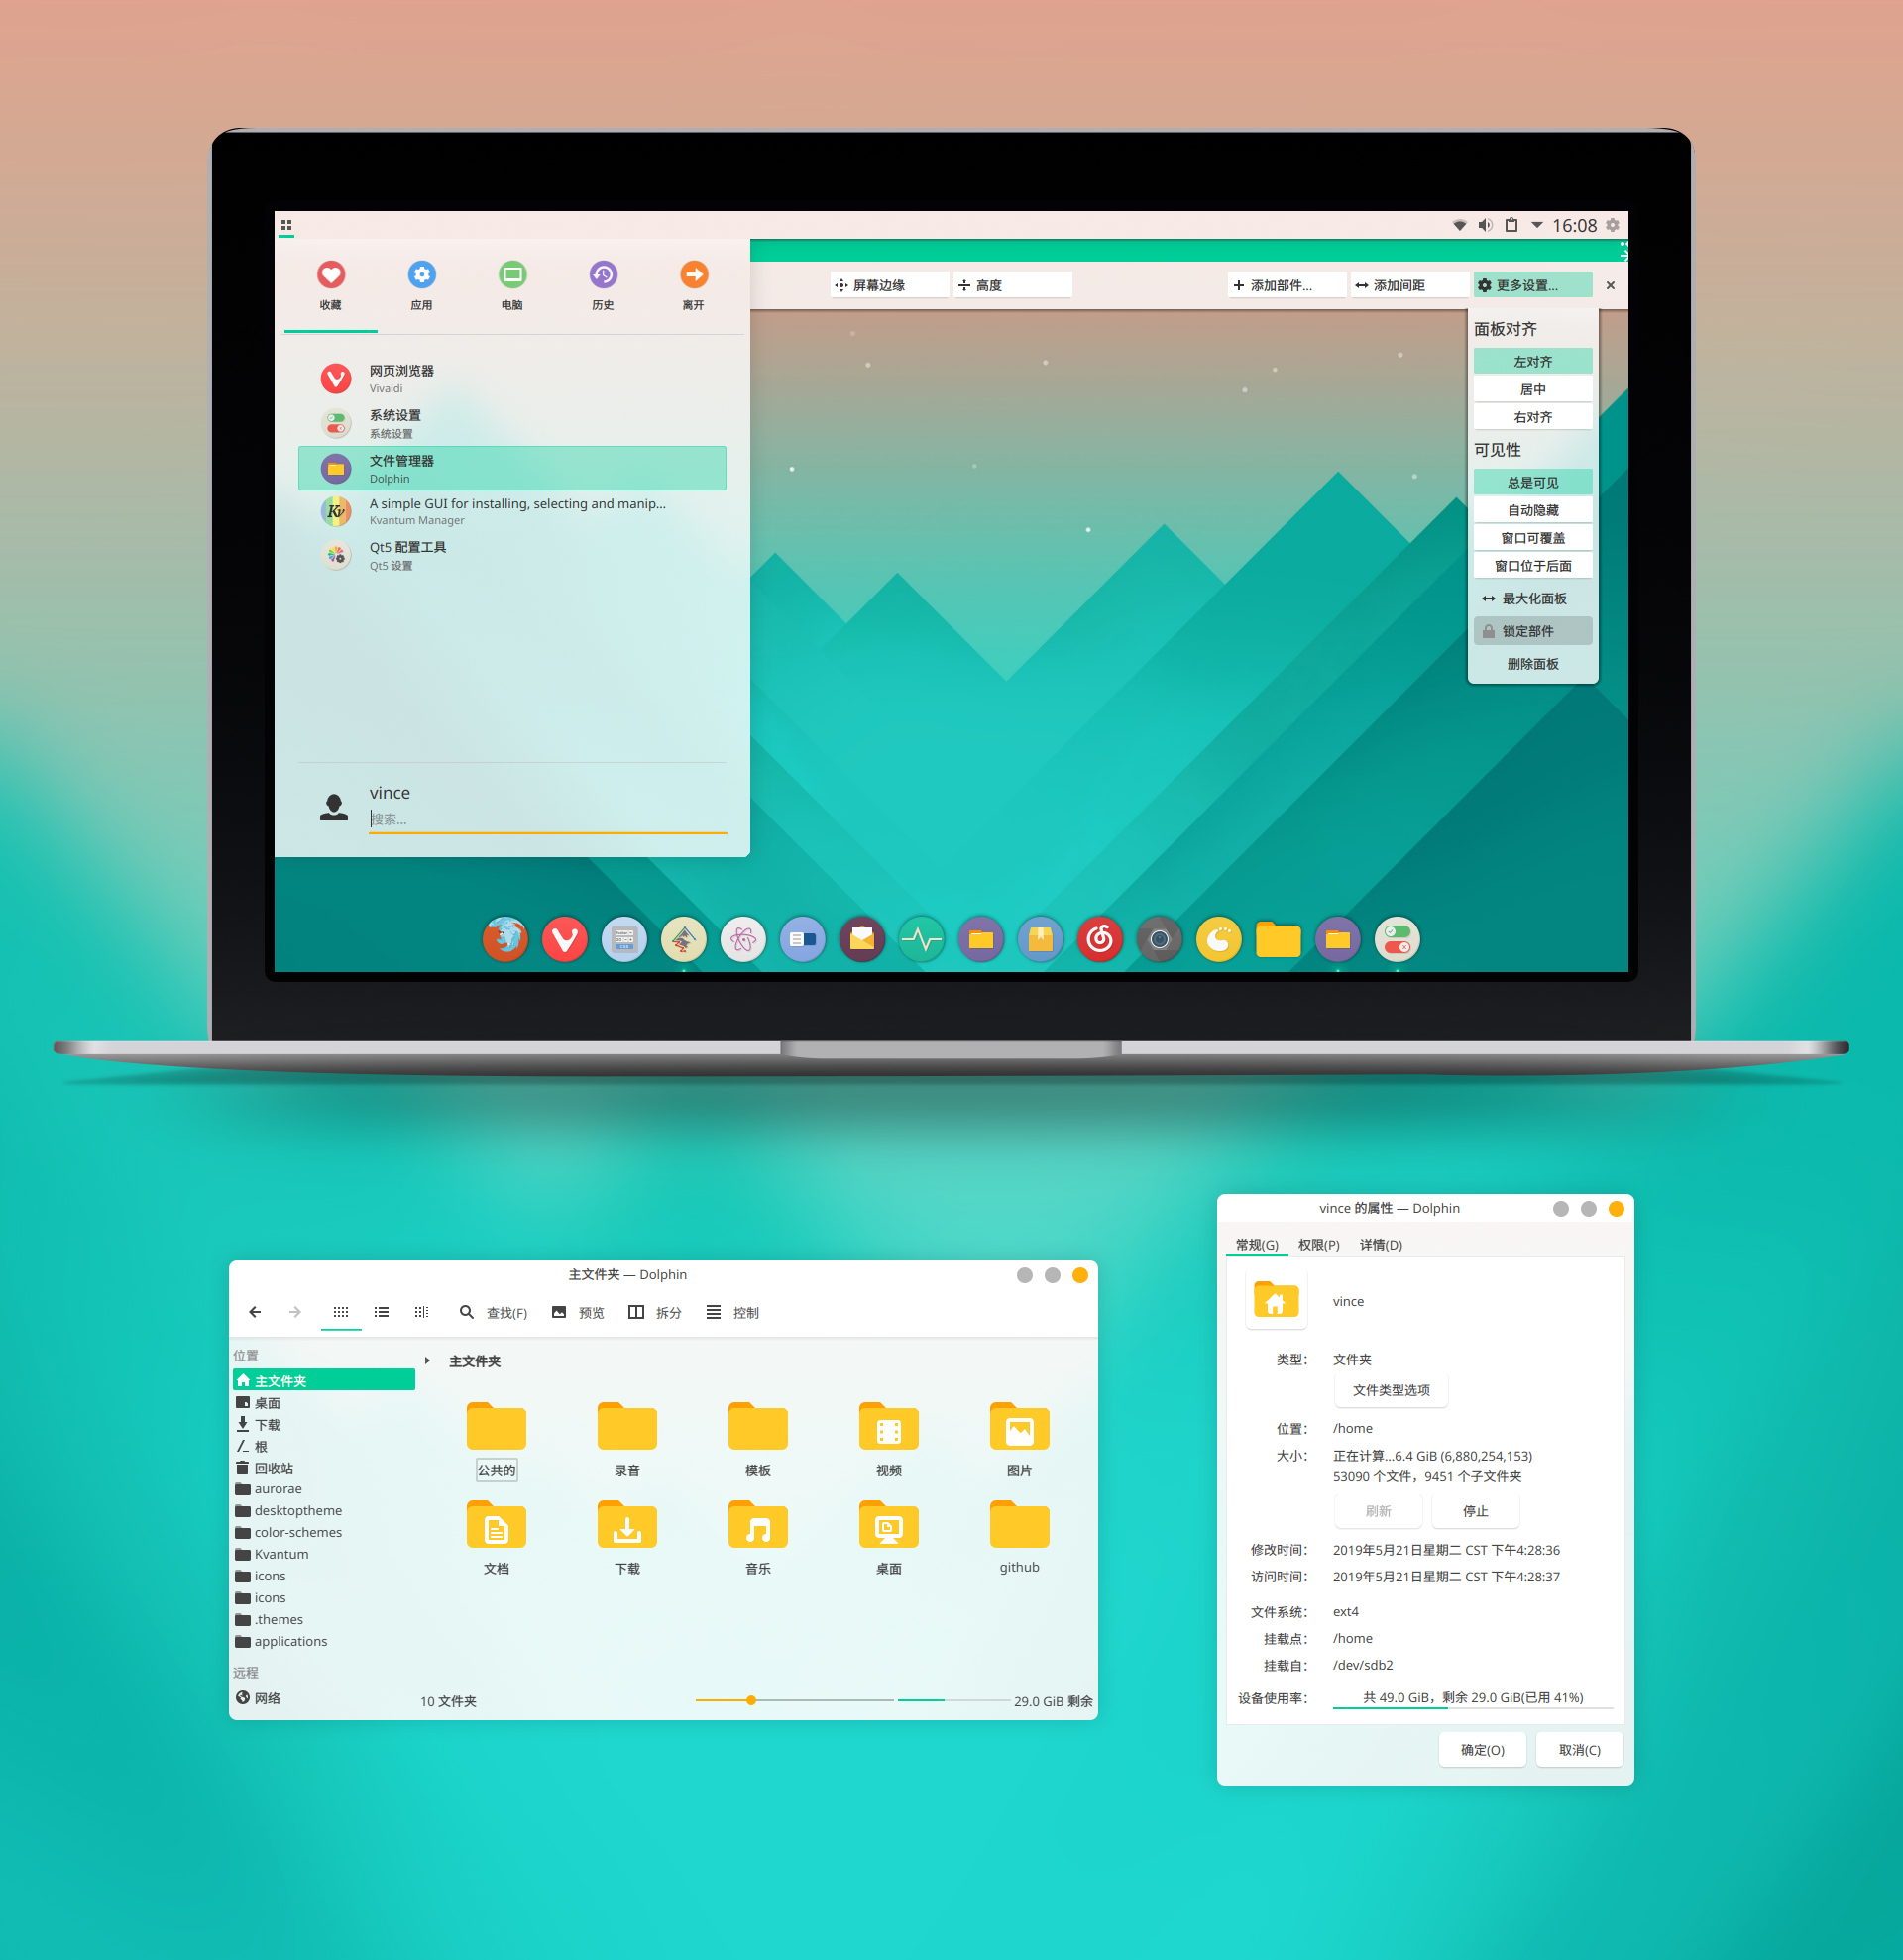 16:08
收藏 应用 电脑 历史 离开
屏幕边缘 高度 添加部件... 添加间距 更多设置...
网页浏览器
Vivaldi
系统设置
系统设置
文件管理器
Dolphin
A simple GUI for installing, selecting and manip...
Kvantum Manager
Qt5 配置工具
Qt5 设置
vince
搜索...
面板对齐
左对齐
居中
右对齐
可见性
总是可见
自动隐藏
窗口可覆盖
窗口位于后面
最大化面板
锁定部件
删除面板
主文件夹 — Dolphin
查找(F) 预览 拆分 控制
位置
主文件夹
桌面
下载
根
回收站
aurorae
desktoptheme
color-schemes
Kvantum
icons
icons
.themes
applications
远程
网络
主文件夹
公共的 录音 模板 视频 图片
文档 下载 音乐 桌面 github
10 文件夹 29.0 GiB 剩余
vince 的属性 — Dolphin
常规(G) 权限(P) 详情(D)
vince
类型： 文件夹
文件类型选项
位置： /home
大小： 正在计算...6.4 GiB (6,880,254,153)
53090 个文件，9451 个子文件夹
刷新 停止
修改时间： 2019年5月21日星期二 CST 下午4:28:36
访问时间： 2019年5月21日星期二 CST 下午4:28:37
文件系统： ext4
挂载点： /home
挂载自： /dev/sdb2
设备使用率： 共 49.0 GiB，剩余 29.0 GiB(已用 41%)
确定(O) 取消(C)